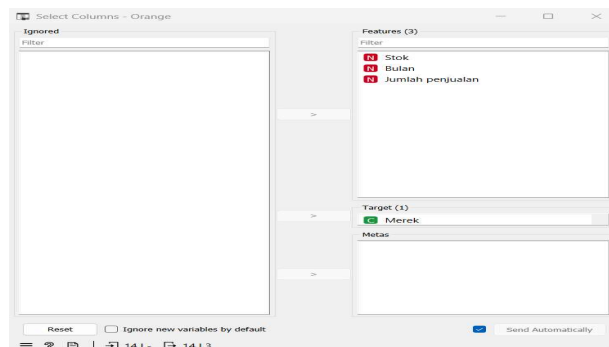 Select Columns - Orange
Ignored
Filter
>
>
>
Features (3)
Filter
N Stok
N Bulan
N Jumlah penjualan
Target (1)
C Merek
Metas
Reset
Ignore new variables by default
Send Automatically